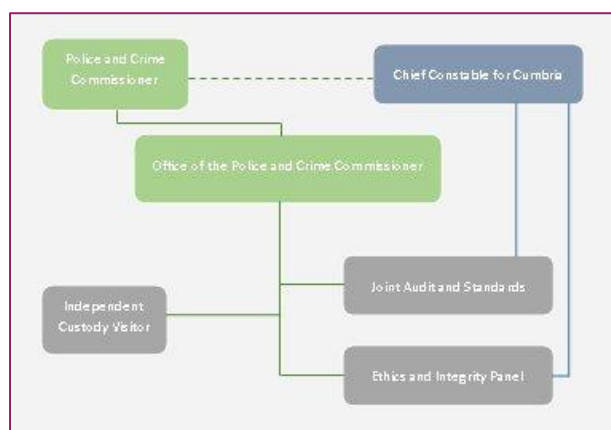 Police and Crime
Commissioner
Chief Constable for Cumbria
Office of the Police and Crime Commissioner
Joint Audit and Standards
Independent
Custody Visitor
Ethics and Integrity Panel